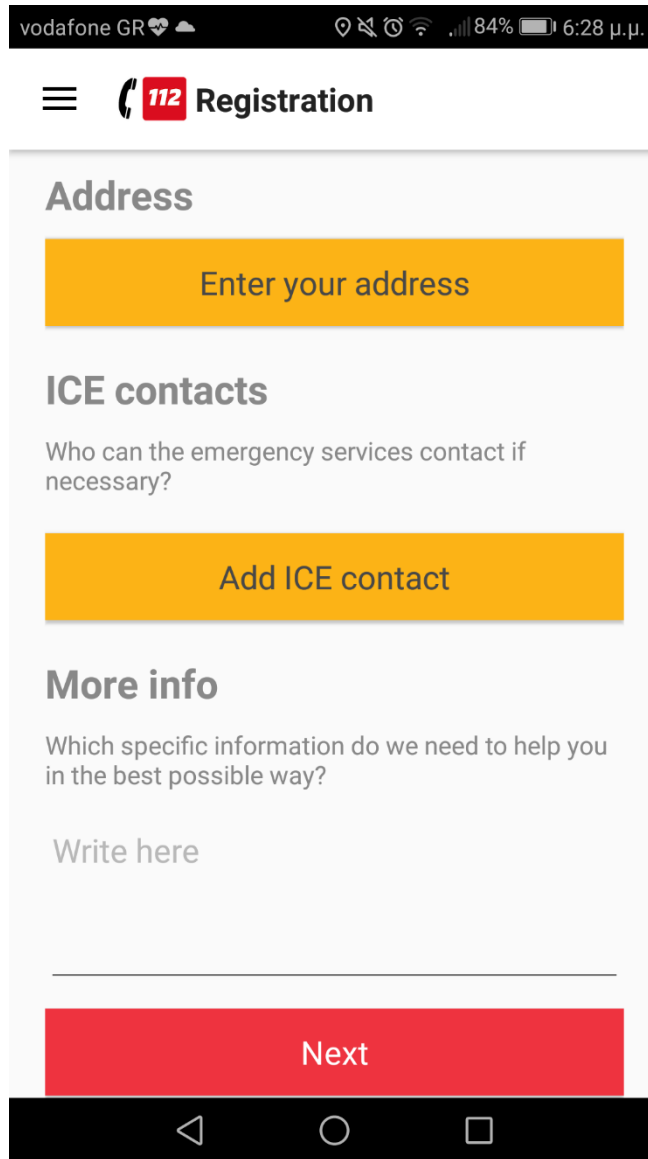 vodafone GR 84% 6:28 μ.μ.
112 Registration
Address
Enter your address
ICE contacts
Who can the emergency services contact if
necessary?
Add ICE contact
More info
Which specific information do we need to help you
in the best possible way?
Write here
Next